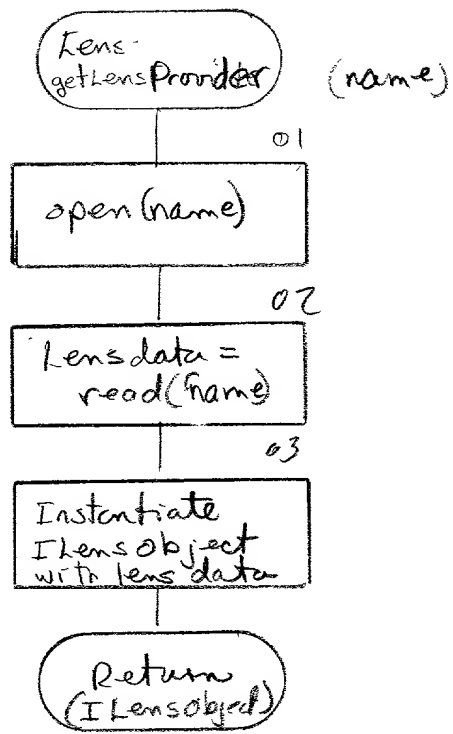 Lens-
getLensProvider (name)
01
open(name)
02
Lensdata =
read(name)
03
Instantiate
ILensobject
with lens data
Return
(ILensobject)